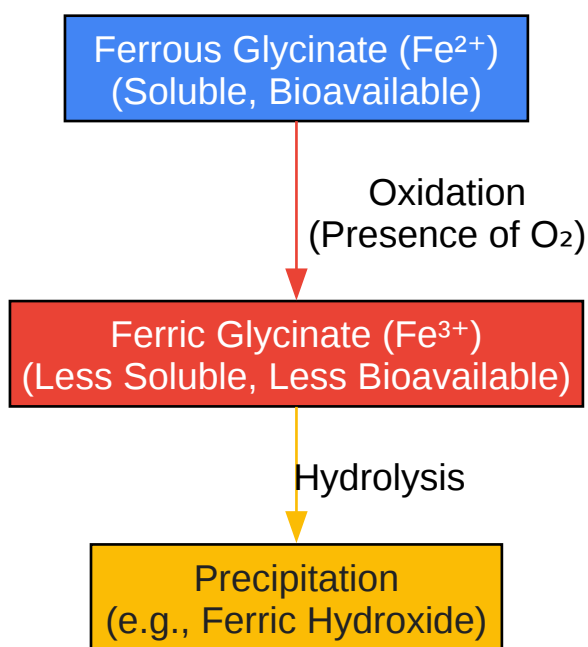 Ferrous Glycinate (Fe²⁺)
(Soluble, Bioavailable)
Oxidation
(Presence of O₂)
Ferric Glycinate (Fe³⁺)
(Less Soluble, Less Bioavailable)
Hydrolysis
Precipitation
(e.g., Ferric Hydroxide)